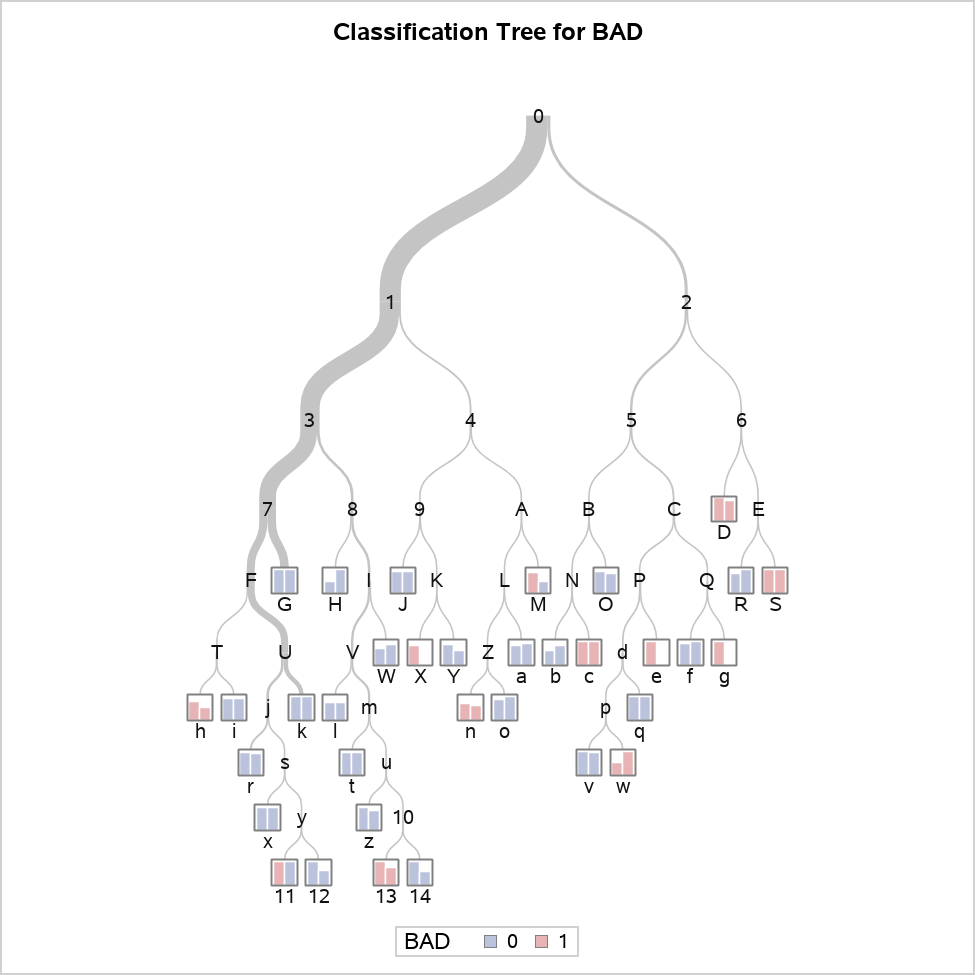 Classification Tree for BAD
0
1 2
3 4 5 6
7 8 9 A B C E
D
F I K L N P Q
G H J M O R S
T U V Z d
W X Y a b c e f g
j m p
h i k l n o q
s u
r t v w
y 10
x z
11 12 13 14
BAD 0 1